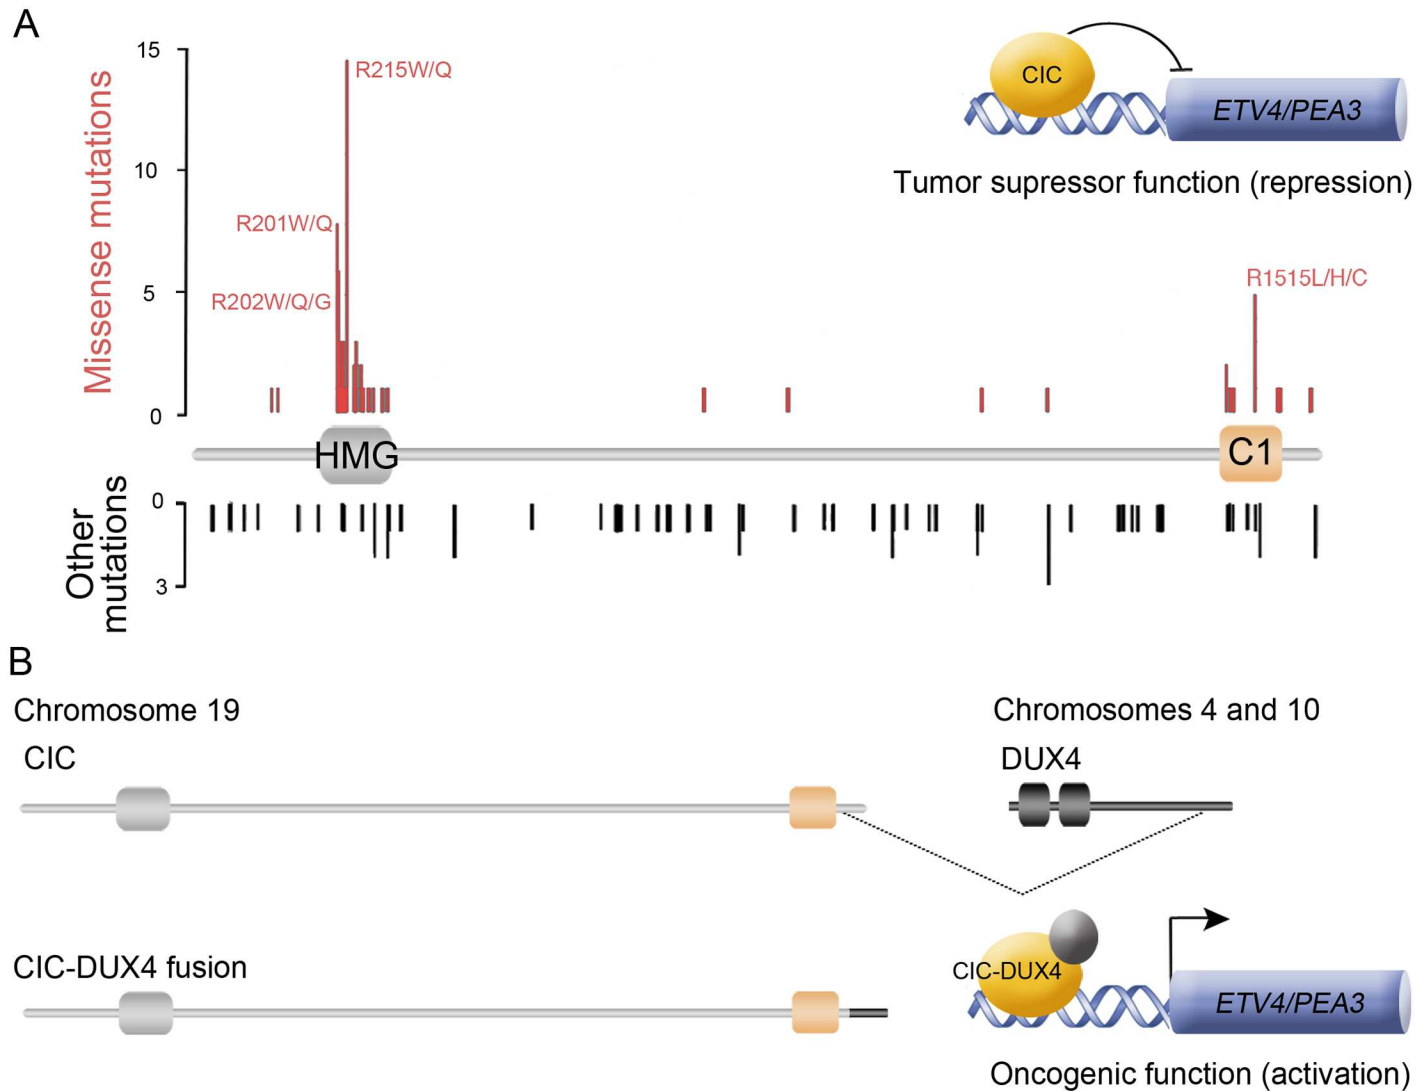 A
15
10
5
0
Missense mutations
R215W/Q
R201W/Q
R202W/Q/G
R1515L/H/C
CIC
ETV4/PEA3
Tumor supressor function (repression)
HMG
C1
0
3
Other
mutations
B
Chromosome 19
CIC
Chromosomes 4 and 10
DUX4
CIC-DUX4 fusion
CIC-DUX4
ETV4/PEA3
Oncogenic function (activation)